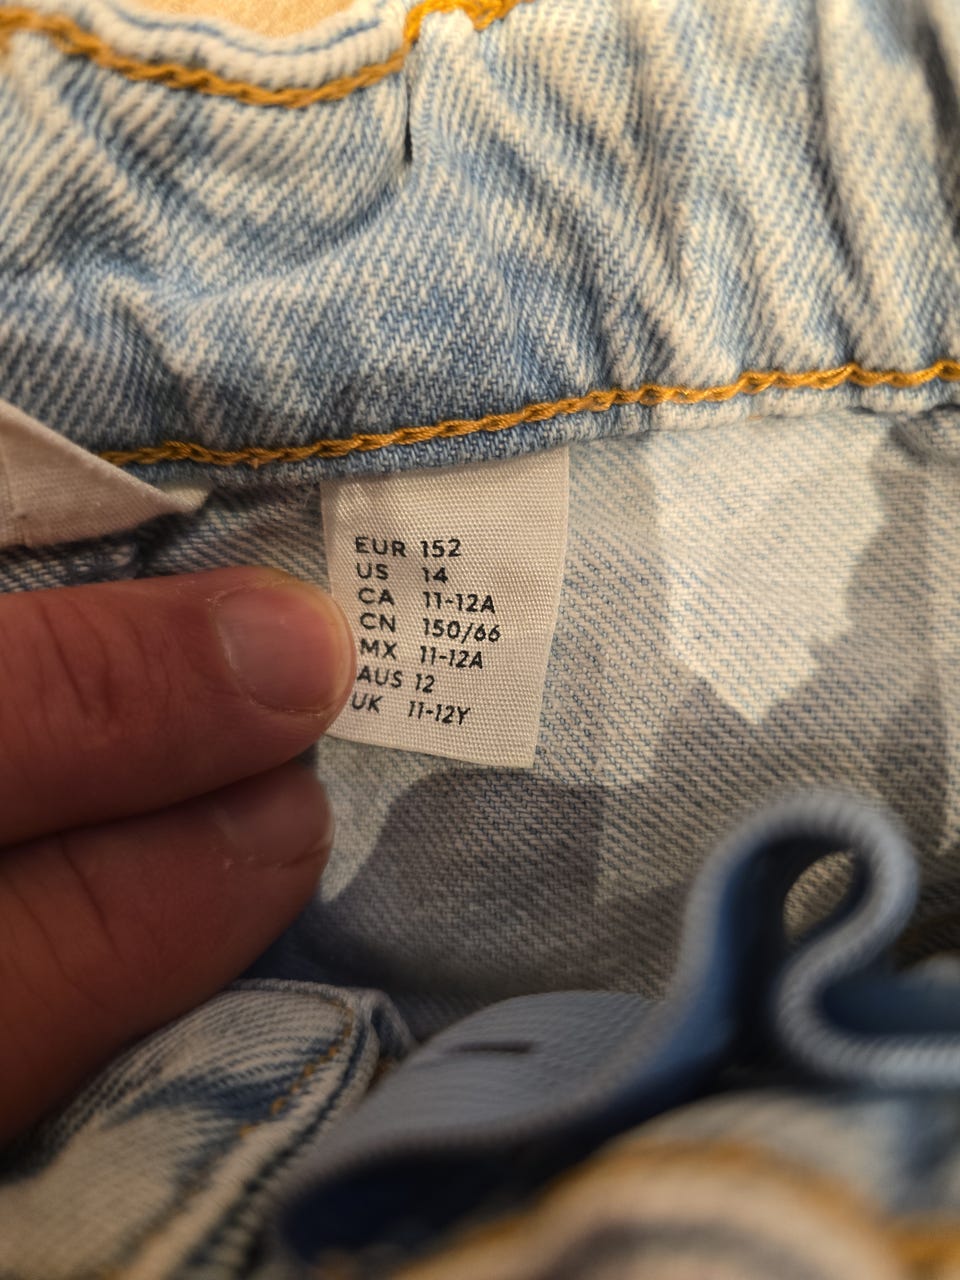 EUR 152
US 14
CA 11-12A
CN 150/66
MX 11-12A
AUS 12
UK 11-12Y